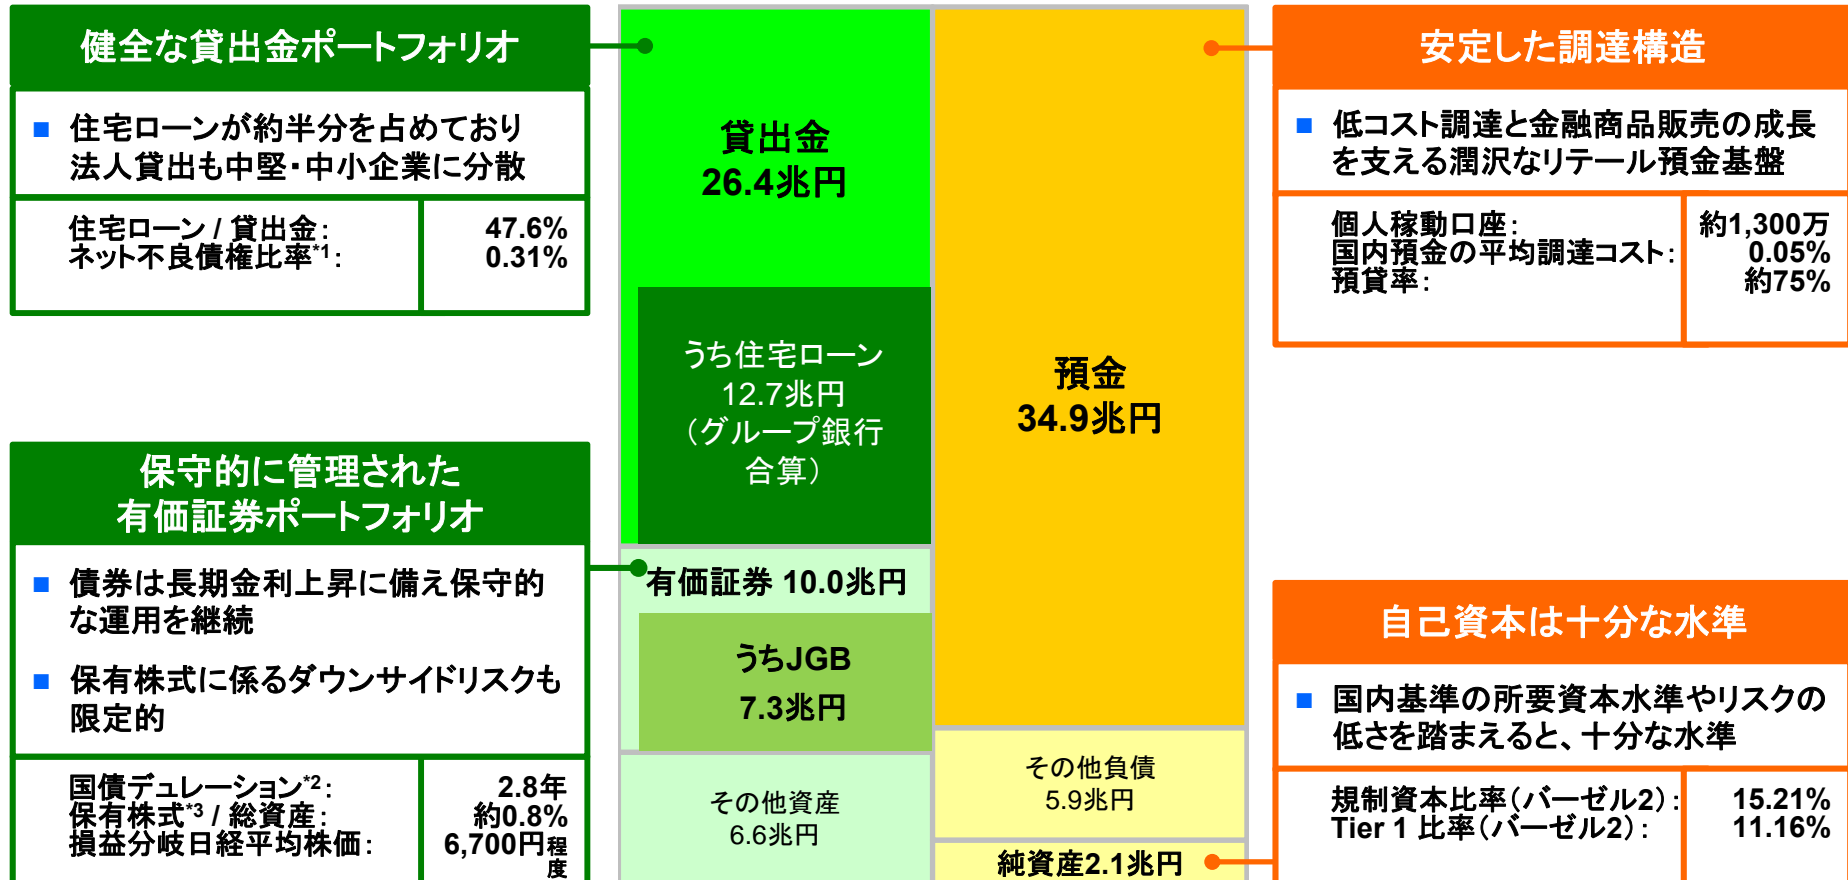 健全な貸出金ポートフォリオ
■ 住宅ローンが約半分を占めており
法人貸出も中堅・中小企業に分散
住宅ローン / 貸出金： 47.6%
ネット不良債権比率*1： 0.31%
保守的に管理された
有価証券ポートフォリオ
■ 債券は長期金利上昇に備え保守的
な運用を継続
■ 保有株式に係るダウンサイドリスクも
限定的
国債デュレーション*2： 2.8年
保有株式*3 / 総資産： 約0.8%
損益分岐日経平均株価： 6,700円程
度
貸出金
26.4兆円
うち住宅ローン
12.7兆円
（グループ銀行
合算）
有価証券 10.0兆円
うちJGB
7.3兆円
その他資産
6.6兆円
預金
34.9兆円
その他負債
5.9兆円
純資産2.1兆円
安定した調達構造
■ 低コスト調達と金融商品販売の成長
を支える潤沢なリテール預金基盤
個人稼動口座： 約1,300万
国内預金の平均調達コスト： 0.05%
預貸率： 約75%
自己資本は十分な水準
■ 国内基準の所要資本水準やリスクの
低さを踏まえると、十分な水準
規制資本比率（バーゼル2）： 15.21%
Tier 1 比率（バーゼル2）： 11.16%